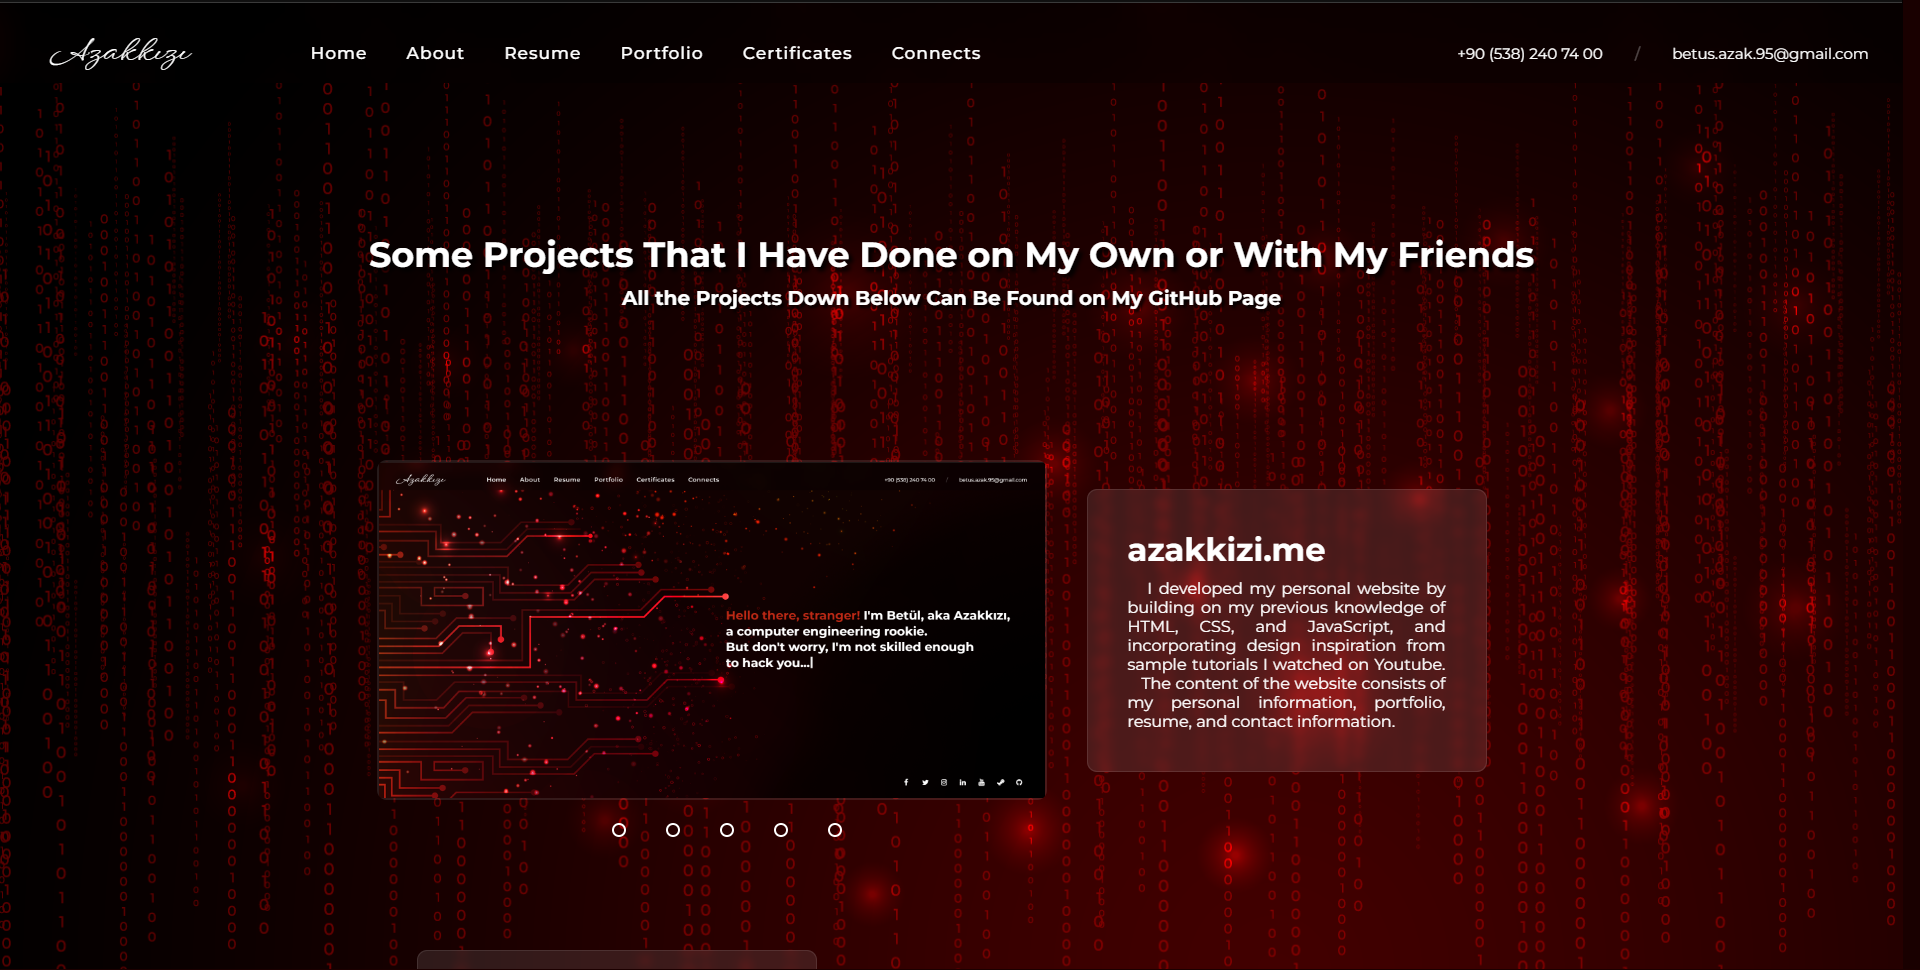 Azakkızı
Home About Resume Portfolio Certificates Connects
+90 (538) 240 74 00 / betus.azak.95@gmail.com
Some Projects That I Have Done on My Own or With My Friends
All the Projects Down Below Can Be Found on My GitHub Page
Azakkızı
Home About Resume Portfolio Certificates Connects
+90 (538) 240 74 00 / betus.azak.95@gmail.com
Hello there, stranger! I'm Betül, aka Azakkızı,
a computer engineering rookie.
But don't worry, I'm not skilled enough
to hack you...|
azakkizi.me
I developed my personal website by
building on my previous knowledge of
HTML, CSS, and JavaScript, and
incorporating design inspiration from
sample tutorials I watched on Youtube.
The content of the website consists of
my personal information, portfolio,
resume, and contact information.